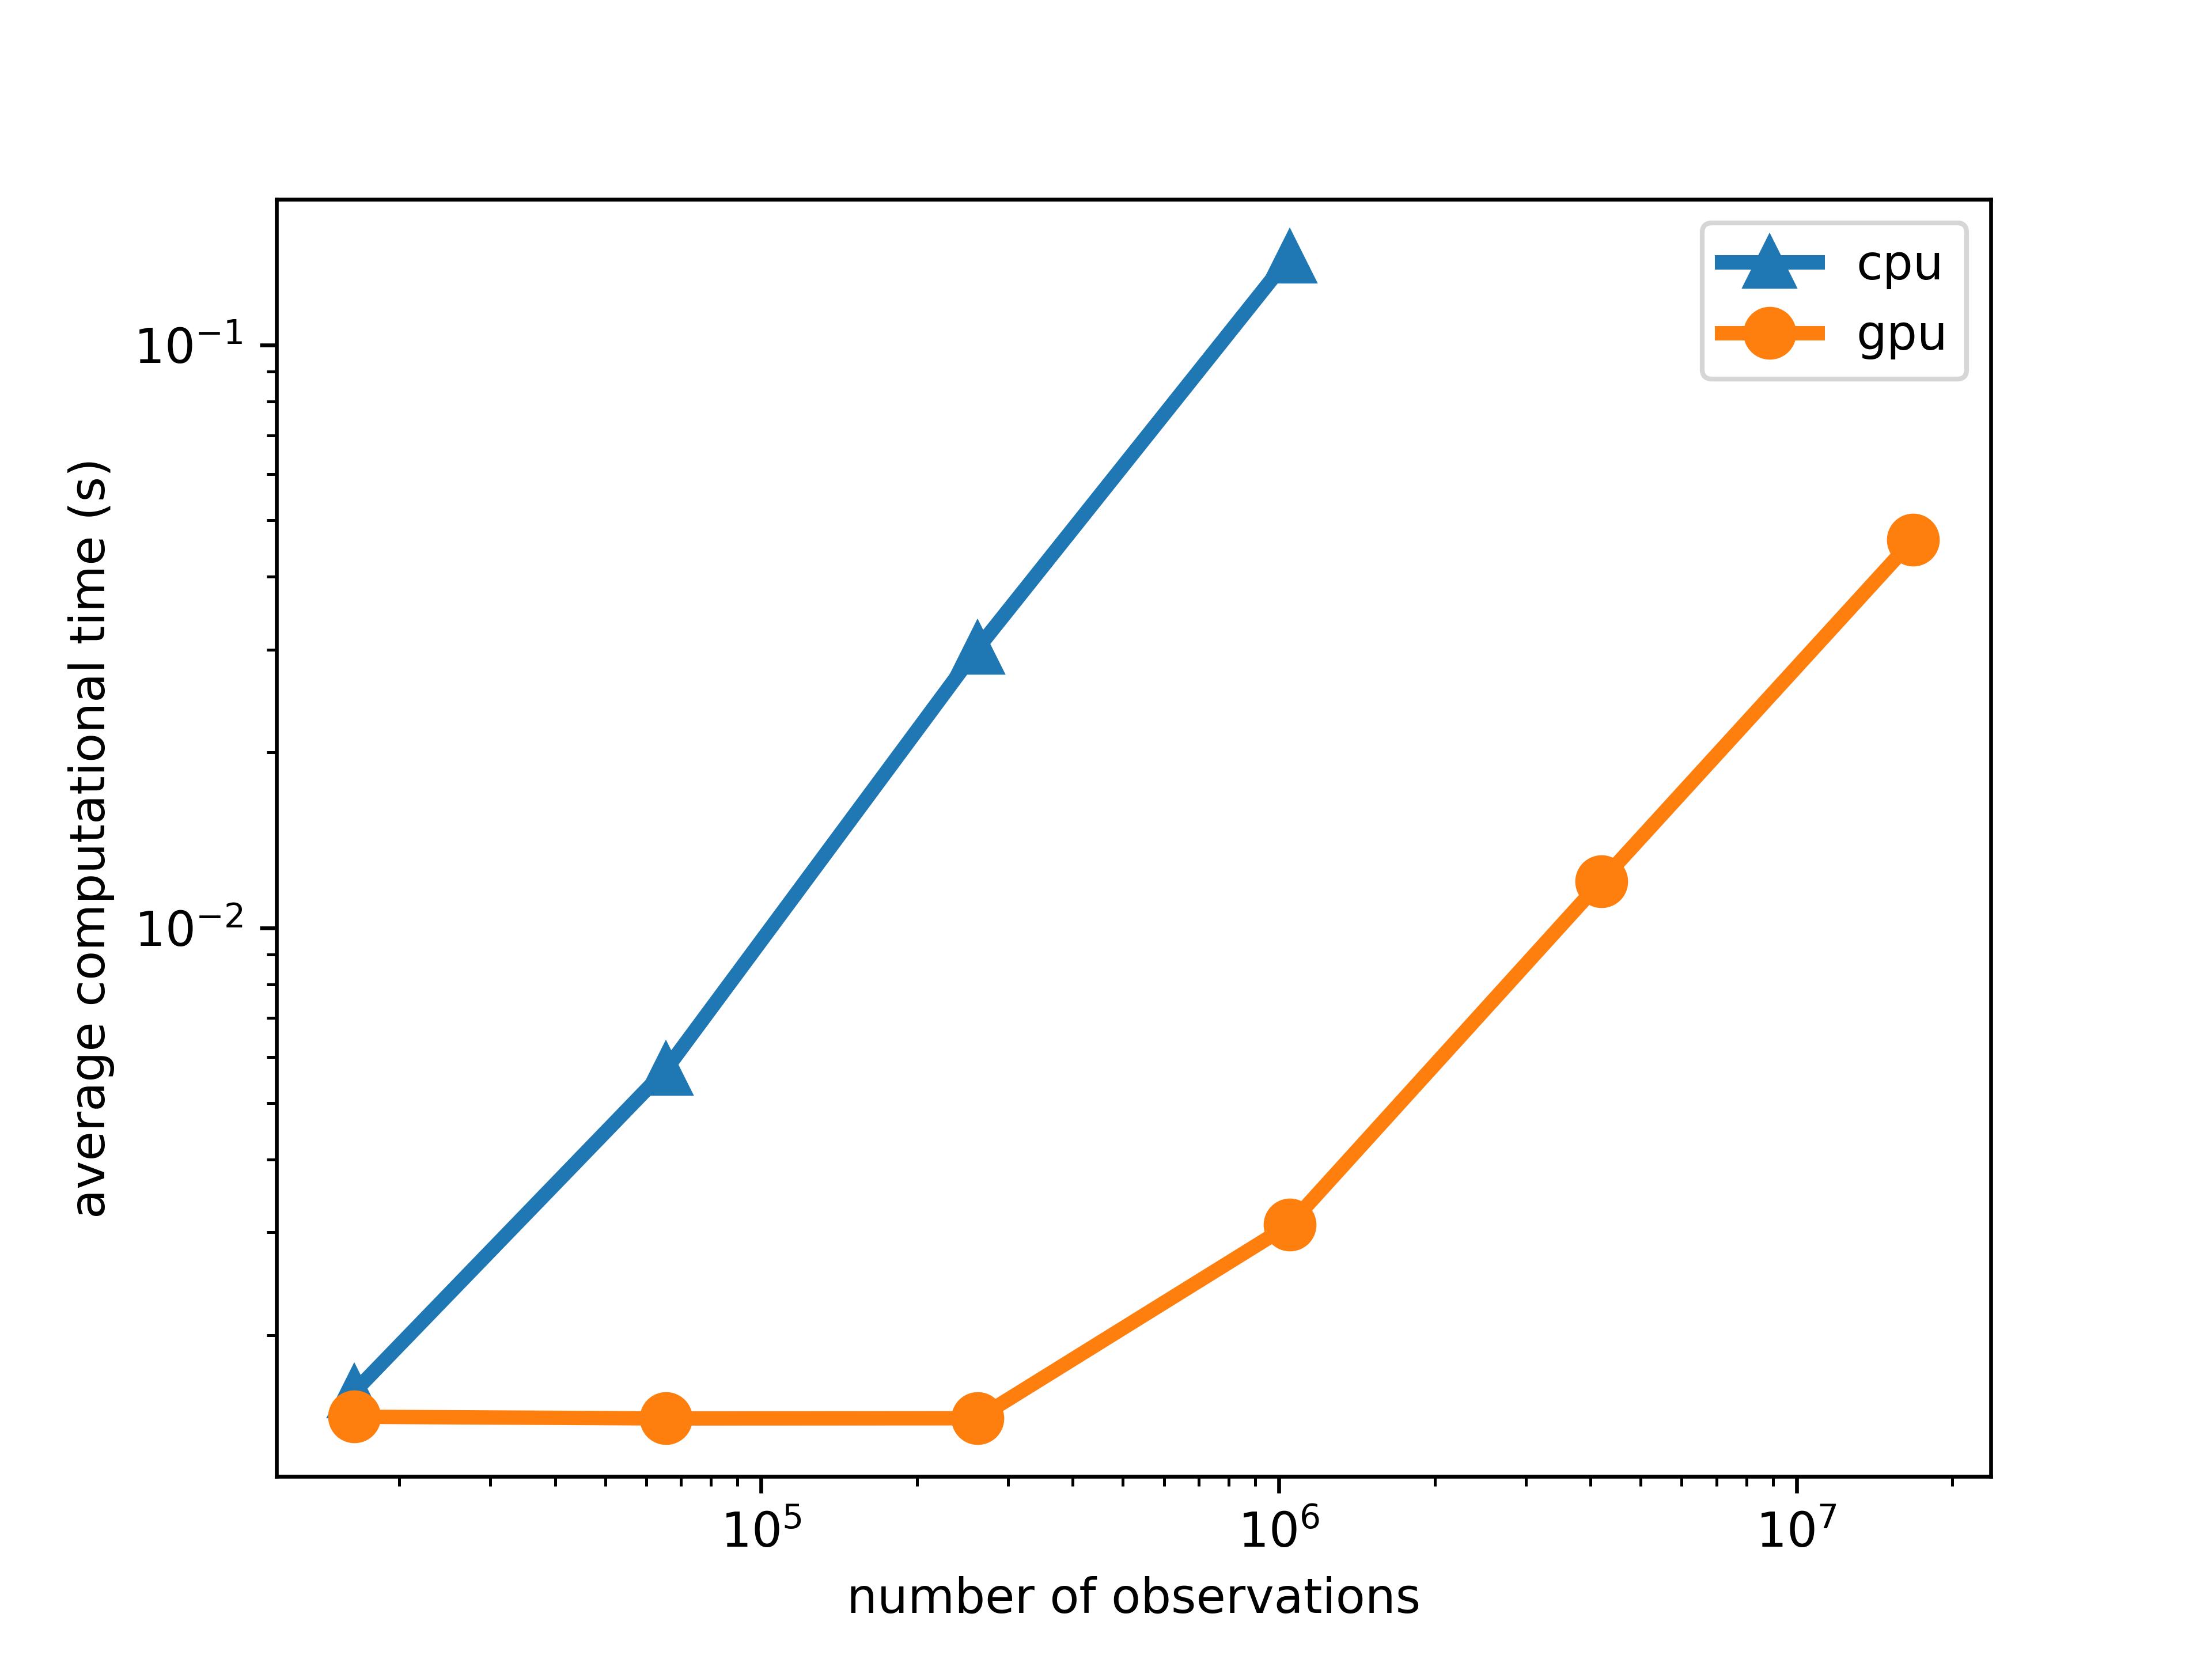 cpu
gpu
average computational time (s)
10⁻¹
10⁻²
10⁵
10⁶
10⁷
number of observations